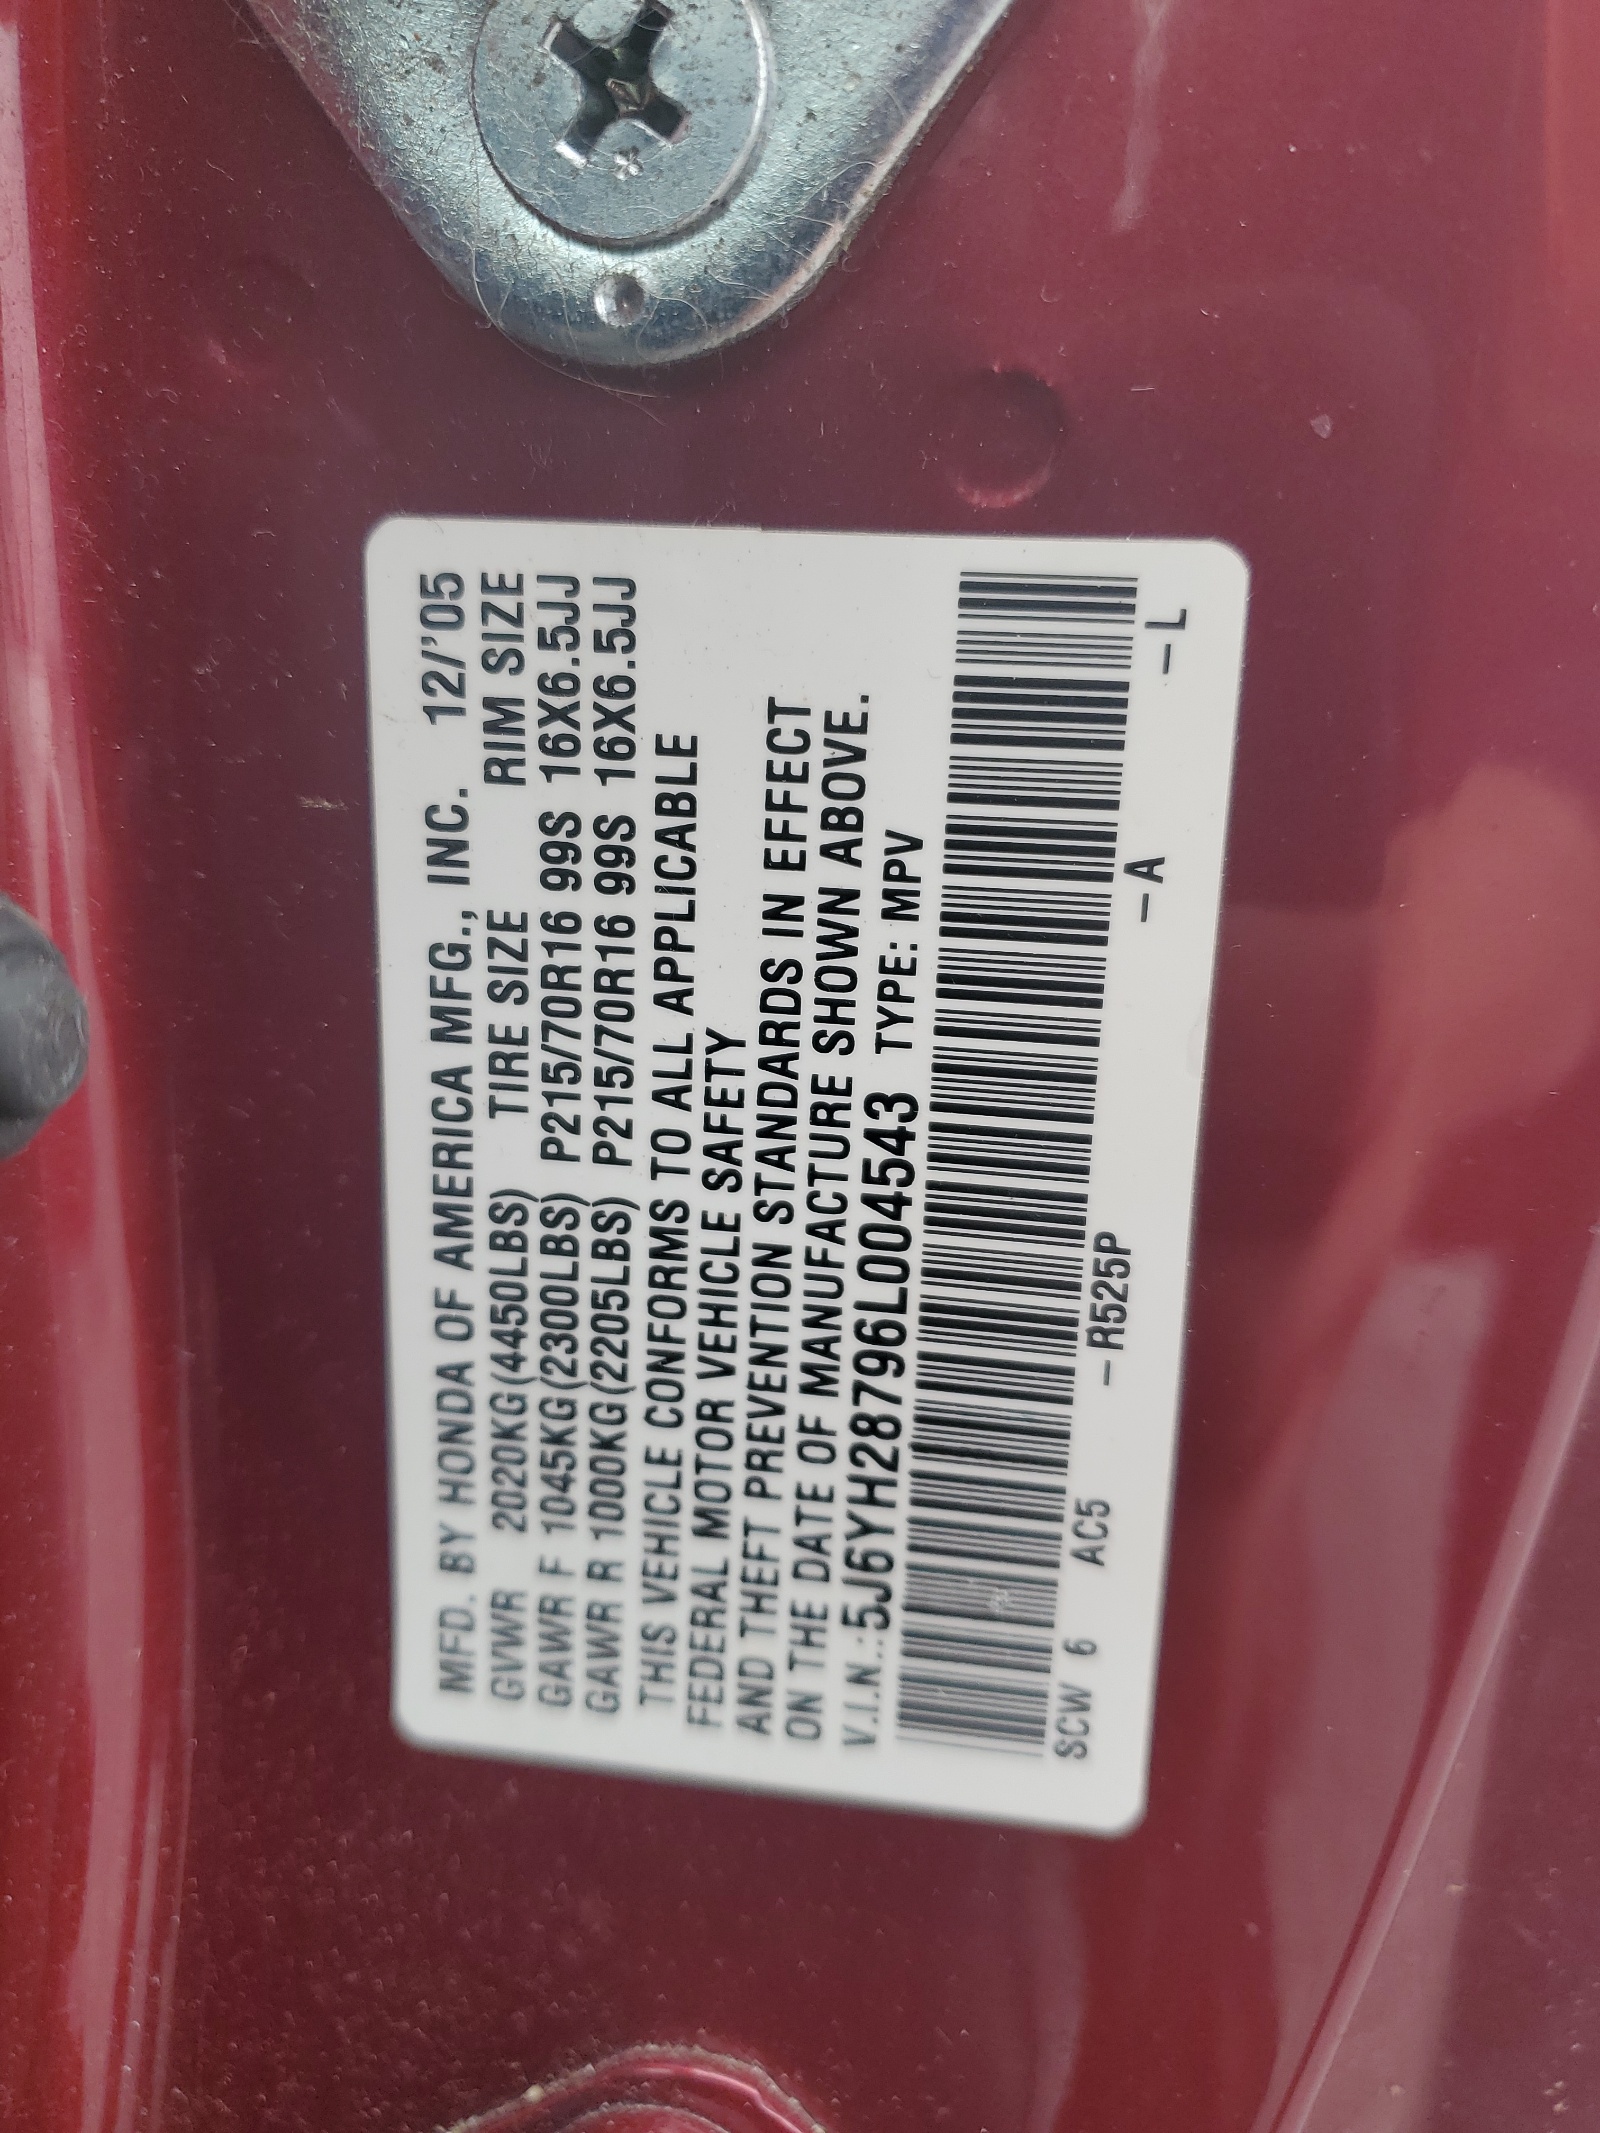 MFD. BY HONDA OF AMERICA MFG., INC. 12/'05
GVWR 2020KG(4450LBS) TIRE SIZE RIM SIZE
GAWR F 1045KG(2300LBS) P215/70R16 99S 16X6.5JJ
GAWR R 1000KG(2205LBS) P215/70R16 99S 16X6.5JJ
THIS VEHICLE CONFORMS TO ALL APPLICABLE
FEDERAL MOTOR VEHICLE SAFETY
AND THEFT PREVENTION STANDARDS IN EFFECT
ON THE DATE OF MANUFACTURE SHOWN ABOVE.
V.I.N.:5J6YH28796L004543 TYPE: MPV
SCW 6 AC5 –R525P –A –L